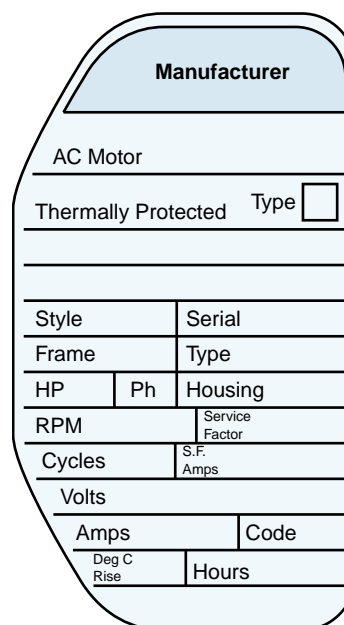 Manufacturer
AC Motor
Thermally Protected Type
Style Serial
Frame Type
HP Ph Housing
RPM Service
Factor
Cycles S.F.
Amps
Volts
Amps Code
Deg C
Rise Hours